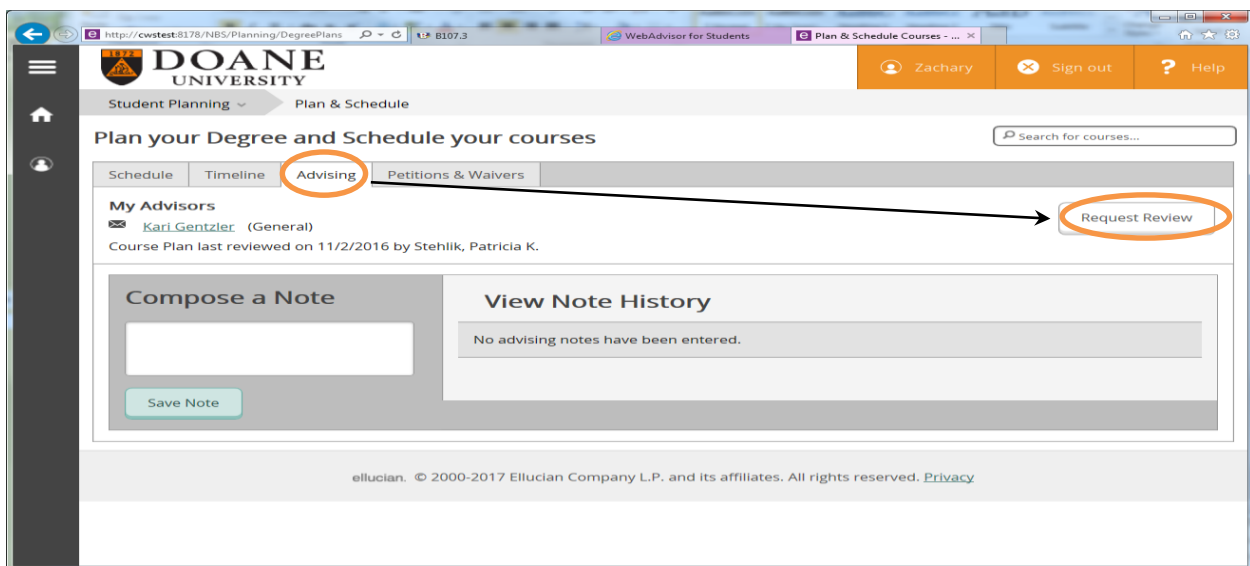 http://cwstest:8178/NBS/Planning/DegreePlans B107.3 WebAdvisor for Students Plan & Schedule Courses - ...
1872
DOANE
UNIVERSITY
Zachary Sign out ? Help
Student Planning Plan & Schedule
Plan your Degree and Schedule your courses
Search for courses...
Schedule Timeline Advising Petitions & Waivers
My Advisors
Kari Gentzler (General)
Request Review
Course Plan last reviewed on 11/2/2016 by Stehlik, Patricia K.
Compose a Note
View Note History
No advising notes have been entered.
Save Note
ellucian. © 2000-2017 Ellucian Company L.P. and its affiliates. All rights reserved. Privacy